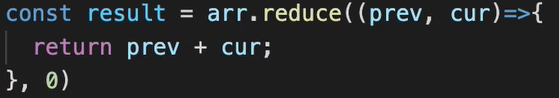 const result = arr.reduce((prev, cur)=>{
  return prev + cur;
}, 0)